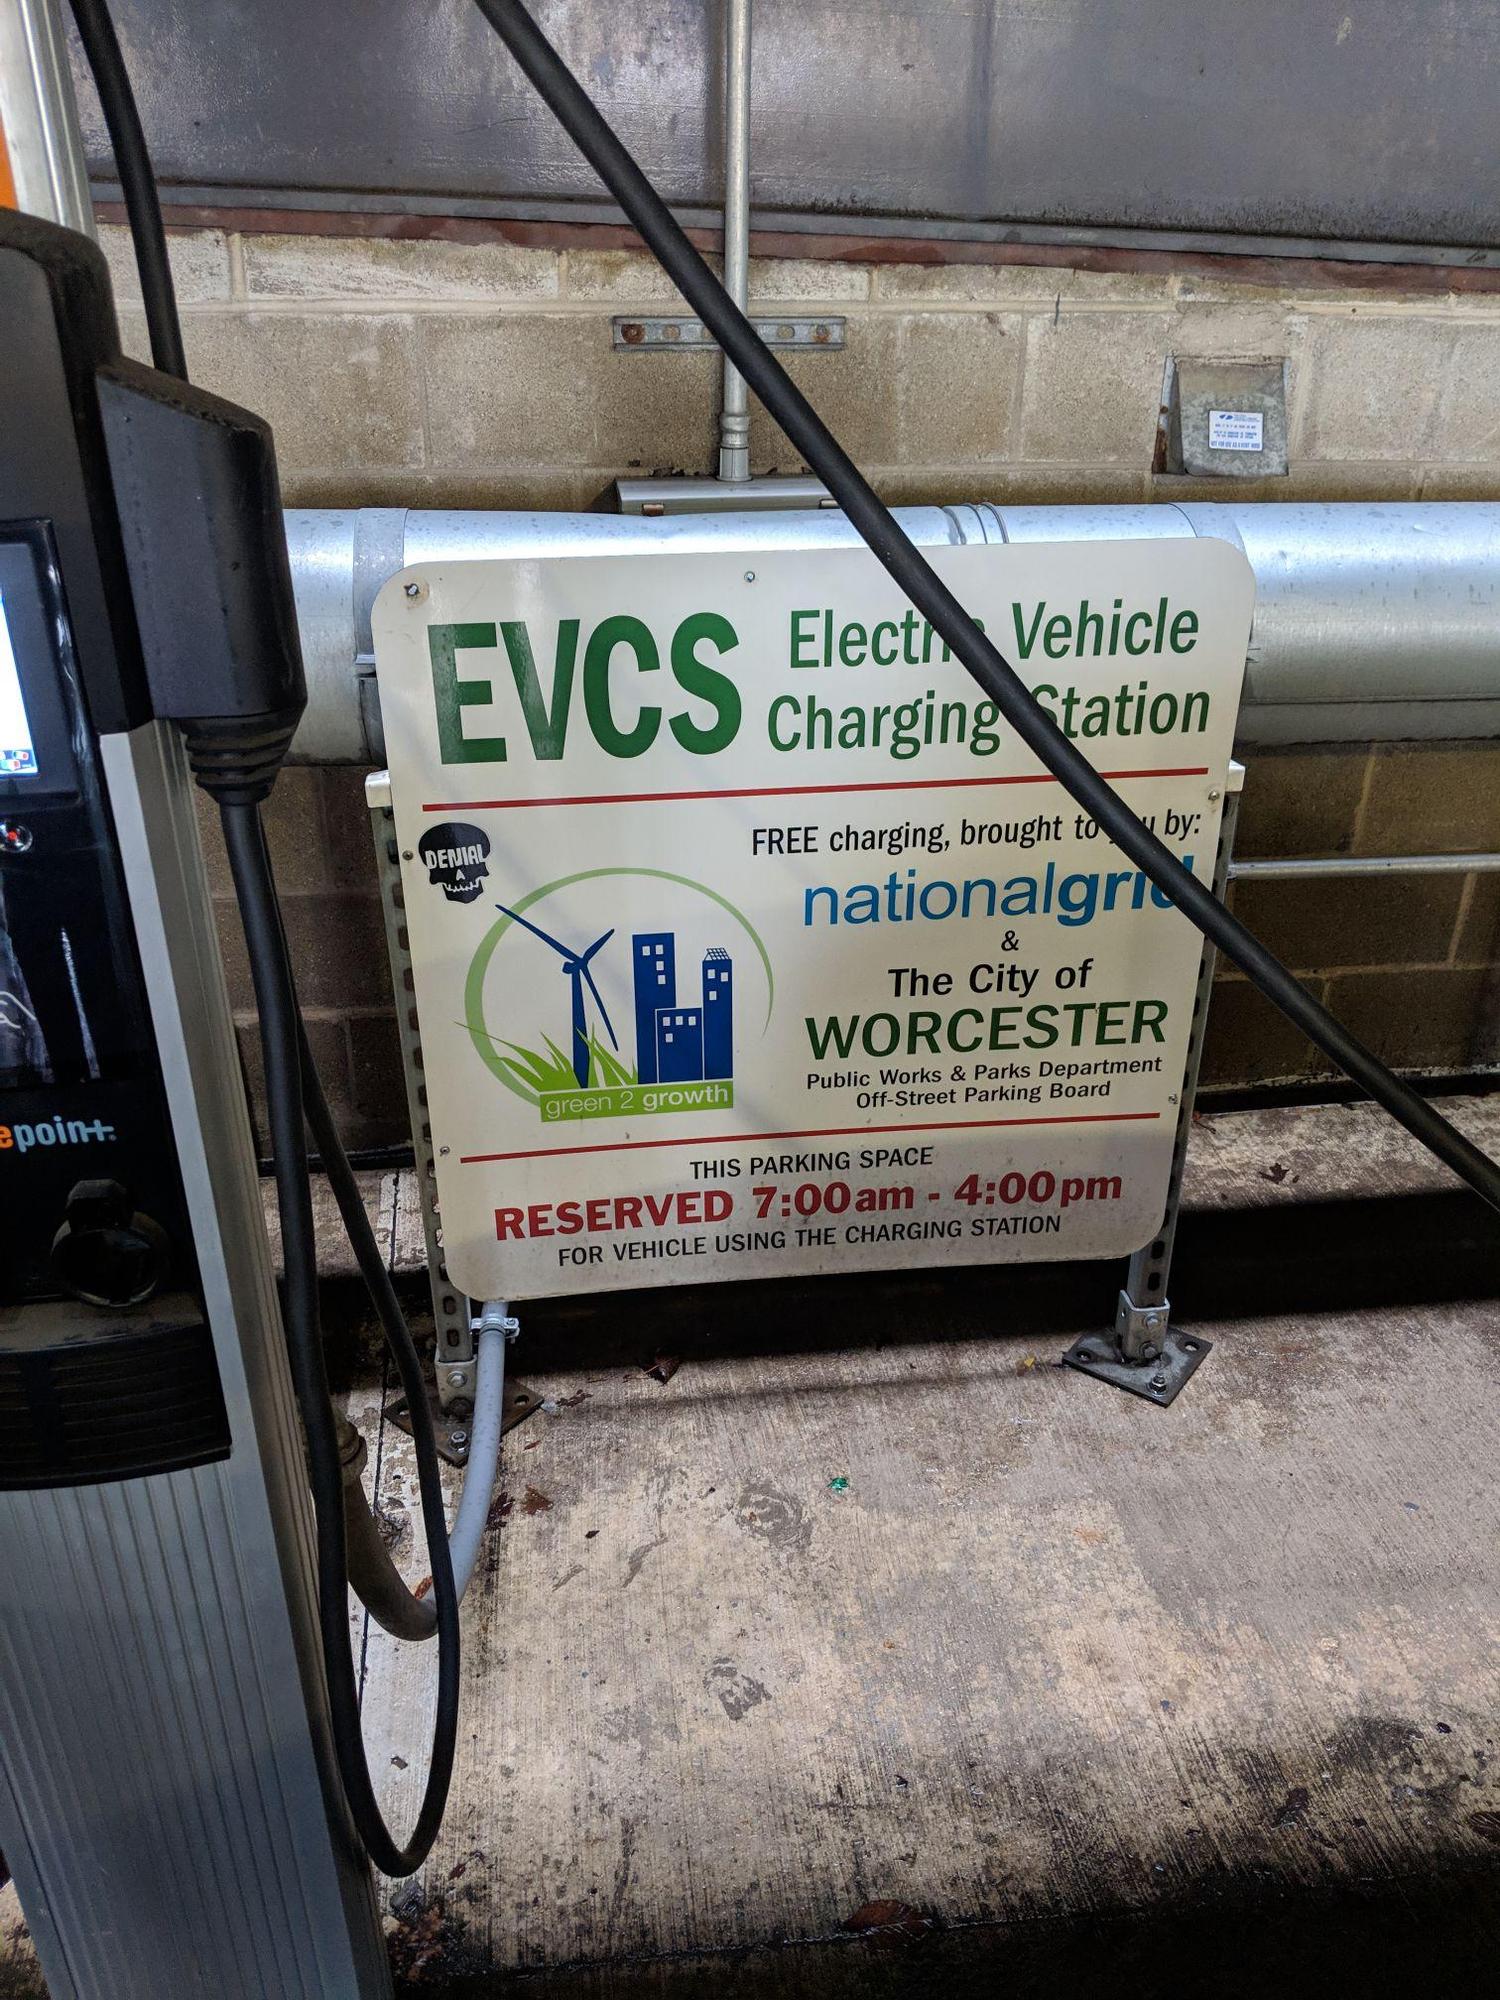 EVCS
Electric Vehicle
Charging Station
FREE charging, brought to you by:
nationalgrid
&
The City of
WORCESTER
Public Works & Parks Department
Off-Street Parking Board
DENIAL
green 2 growth
THIS PARKING SPACE
RESERVED 7:00am - 4:00pm
FOR VEHICLE USING THE CHARGING STATION
epoin+